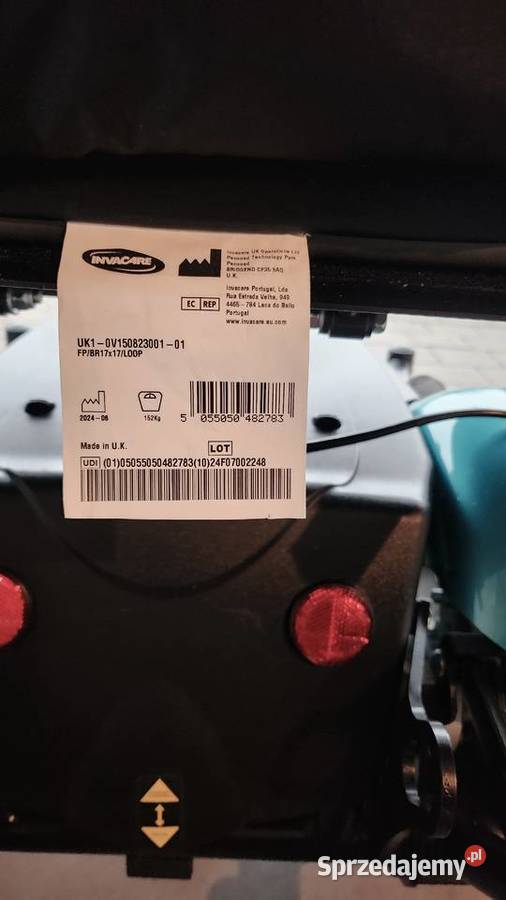 INVACARE
Invacare UK Operations Ltd
Pencoed Technology Park
Pencoed
BRIDGEND CF35 5AQ
U.K.
EC REP
Invacare Portugal, Lda
Rua Estrada Velha, 949
4465 - 784 Leca do Balio
Portugal
www.invacare.eu.com
UK1-0V150823001-01
FP/BR17x17/LOOP
2024-06
152Kg
5 055050 482783
Made in U.K.
LOT
UDI (01)05055050482783(10)24F07002248
Sprzedajemy.pl